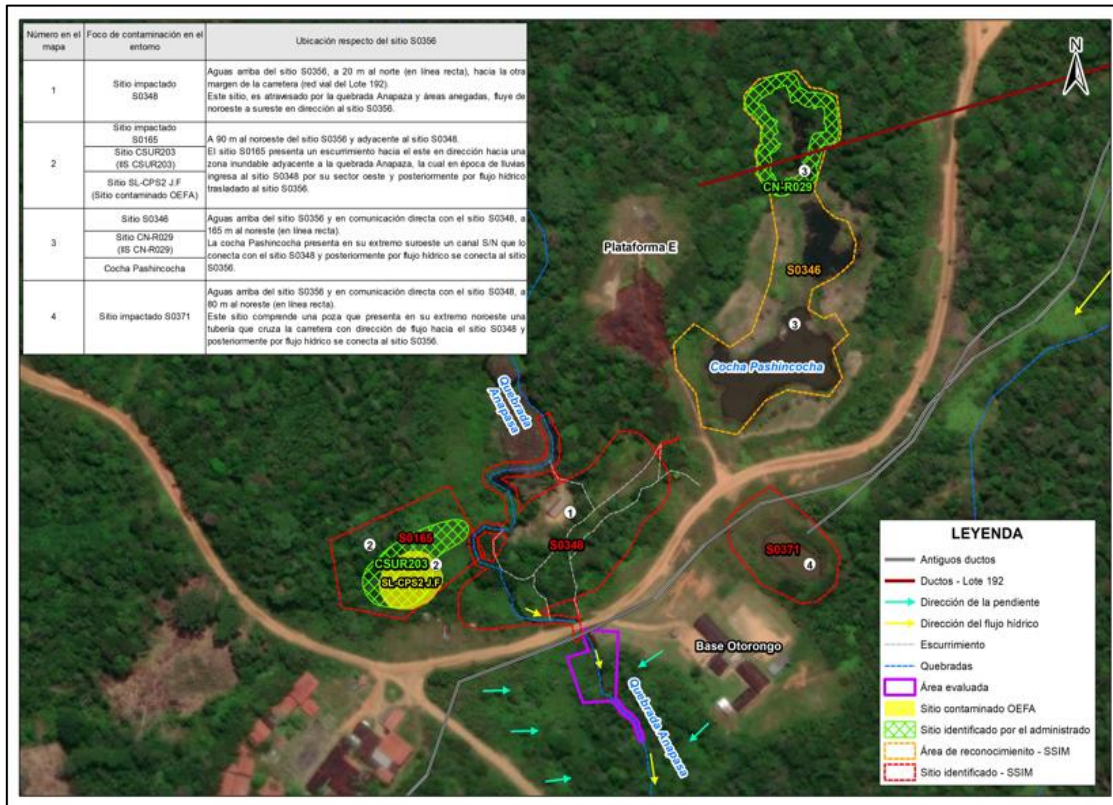 Número en el mapa
Foco de contaminación en el entorno
Ubicación respecto del sitio S0356
1
Sitio impactado
S0348
Aguas arriba del sitio S0356, a 20 m al norte (en línea recta), hacia la otra
margen de la carretera (red vial del Lote 192).
Este sitio, es atravesado por la quebrada Anapaza y áreas anegadas, fluye de
noroeste a sureste en dirección al sitio S0356.
2
Sitio impactado
S0165
Sitio CSUR203
(IIS CSUR203)
Sitio SL-CPS2 J.F
(Sitio contaminado OEFA)
A 90 m al noroeste del sitio S0356 y adyacente al sitio S0348.
El sitio S0165 presenta un escurrimiento hacia el este en dirección hacia una
zona inundable adyacente a la quebrada Anapaza, la cual en época de lluvias
ingresa al sitio S0348 por su sector oeste y posteriormente por flujo hídrico
trasladado al sitio S0356.
3
Sitio S0346
Sitio CN-R029
(IIS CN-R029)
Cocha Pashincocha
Aguas arriba del sitio S0356 y en comunicación directa con el sitio S0348, a
165 m al noreste (en línea recta).
La cocha Pashincocha presenta en su extremo suroeste un canal S/N que lo
conecta con el sitio S0348 y posteriormente por flujo hídrico se conecta al sitio
S0356.
4
Sitio impactado S0371
Aguas arriba del sitio S0356 y en comunicación directa con el sitio S0348, a
80 m al noreste (en línea recta).
Este sitio comprende una poza que presenta en su extremo noroeste una
tubería que cruza la carretera con dirección de flujo hacia el sitio S0348 y
posteriormente por flujo hídrico se conecta al sitio S0356.
N
3
CN-R029
Plataforma E
S0346
3
Cocha Pashincocha
Quebrada
Anapasa
1
S0348
2
S0165
CSUR203
2
SL-CPS2 J.F
S0371
4
Base Otorongo
Quebrada Anapasa
LEYENDA
Antiguos ductos
Ductos - Lote 192
Dirección de la pendiente
Dirección del flujo hídrico
Escurrimiento
Quebradas
Área evaluada
Sitio contaminado OEFA
Sitio identificado por el administrado
Área de reconocimiento - SSIM
Sitio identificado - SSIM